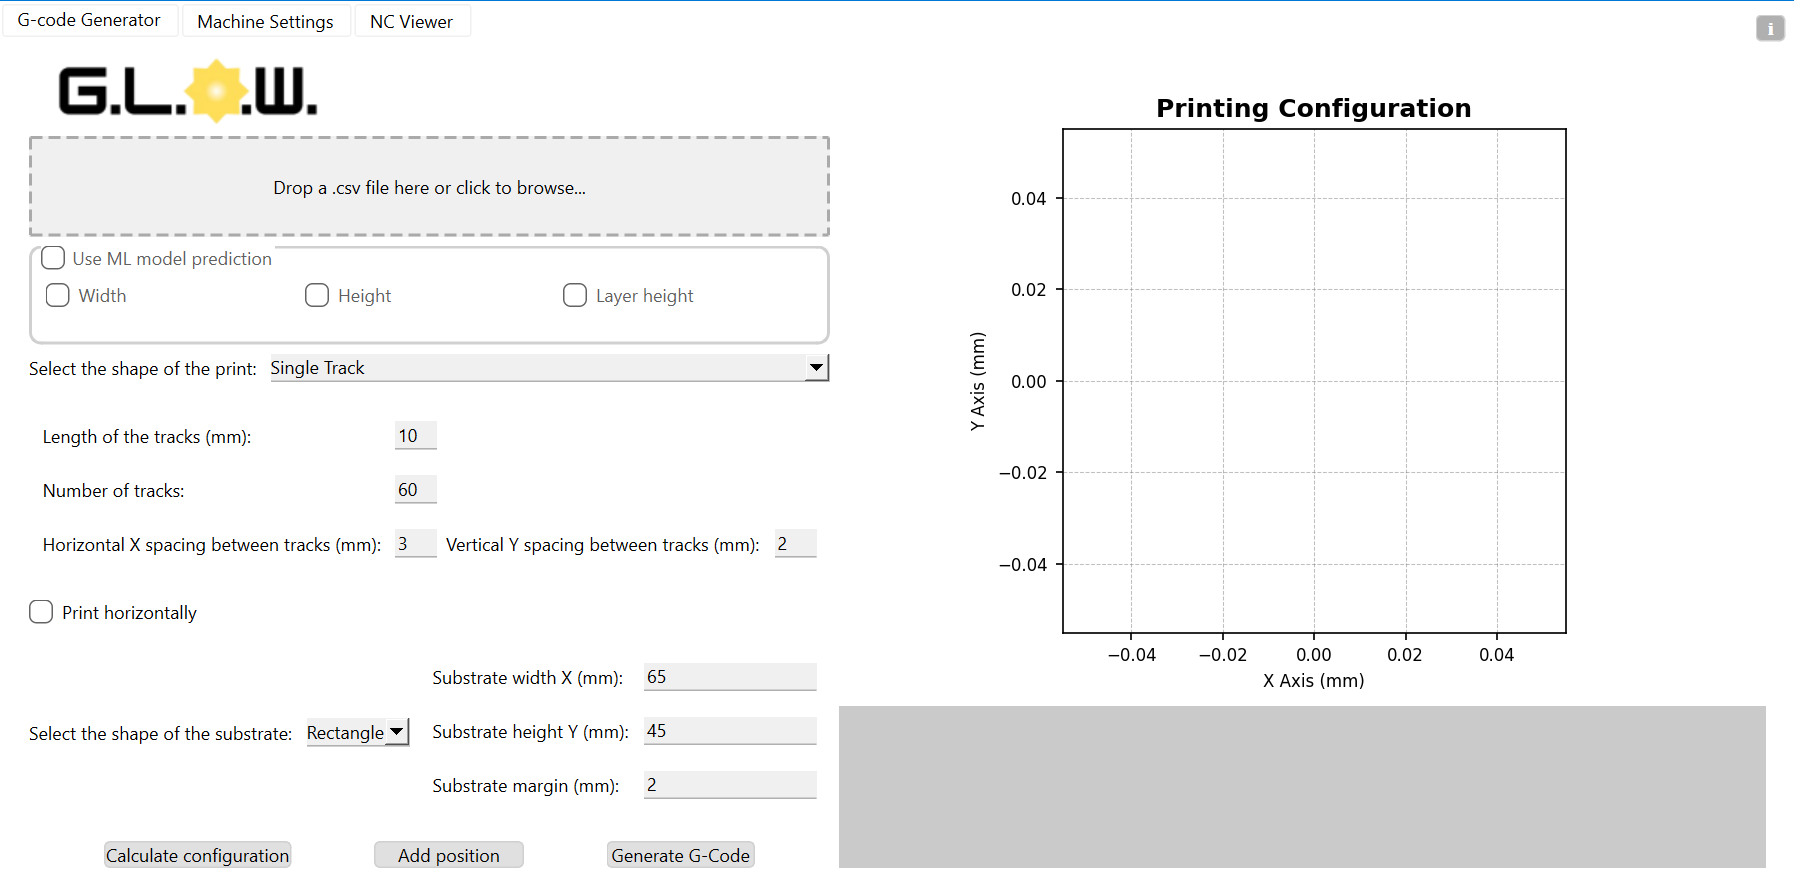 G-code Generator
Machine Settings
NC Viewer
i
G.L.O.W.
Drop a .csv file here or click to browse...
Use ML model prediction
Width
Height
Layer height
Select the shape of the print: Single Track
Length of the tracks (mm): 10
Number of tracks: 60
Horizontal X spacing between tracks (mm): 3 Vertical Y spacing between tracks (mm): 2
Print horizontally
Substrate width X (mm): 65
Select the shape of the substrate: Rectangle
Substrate height Y (mm): 45
Substrate margin (mm): 2
Calculate configuration
Add position
Generate G-Code
Printing Configuration
Y Axis (mm)
0.04
0.02
0.00
−0.02
−0.04
−0.04 −0.02 0.00 0.02 0.04
X Axis (mm)